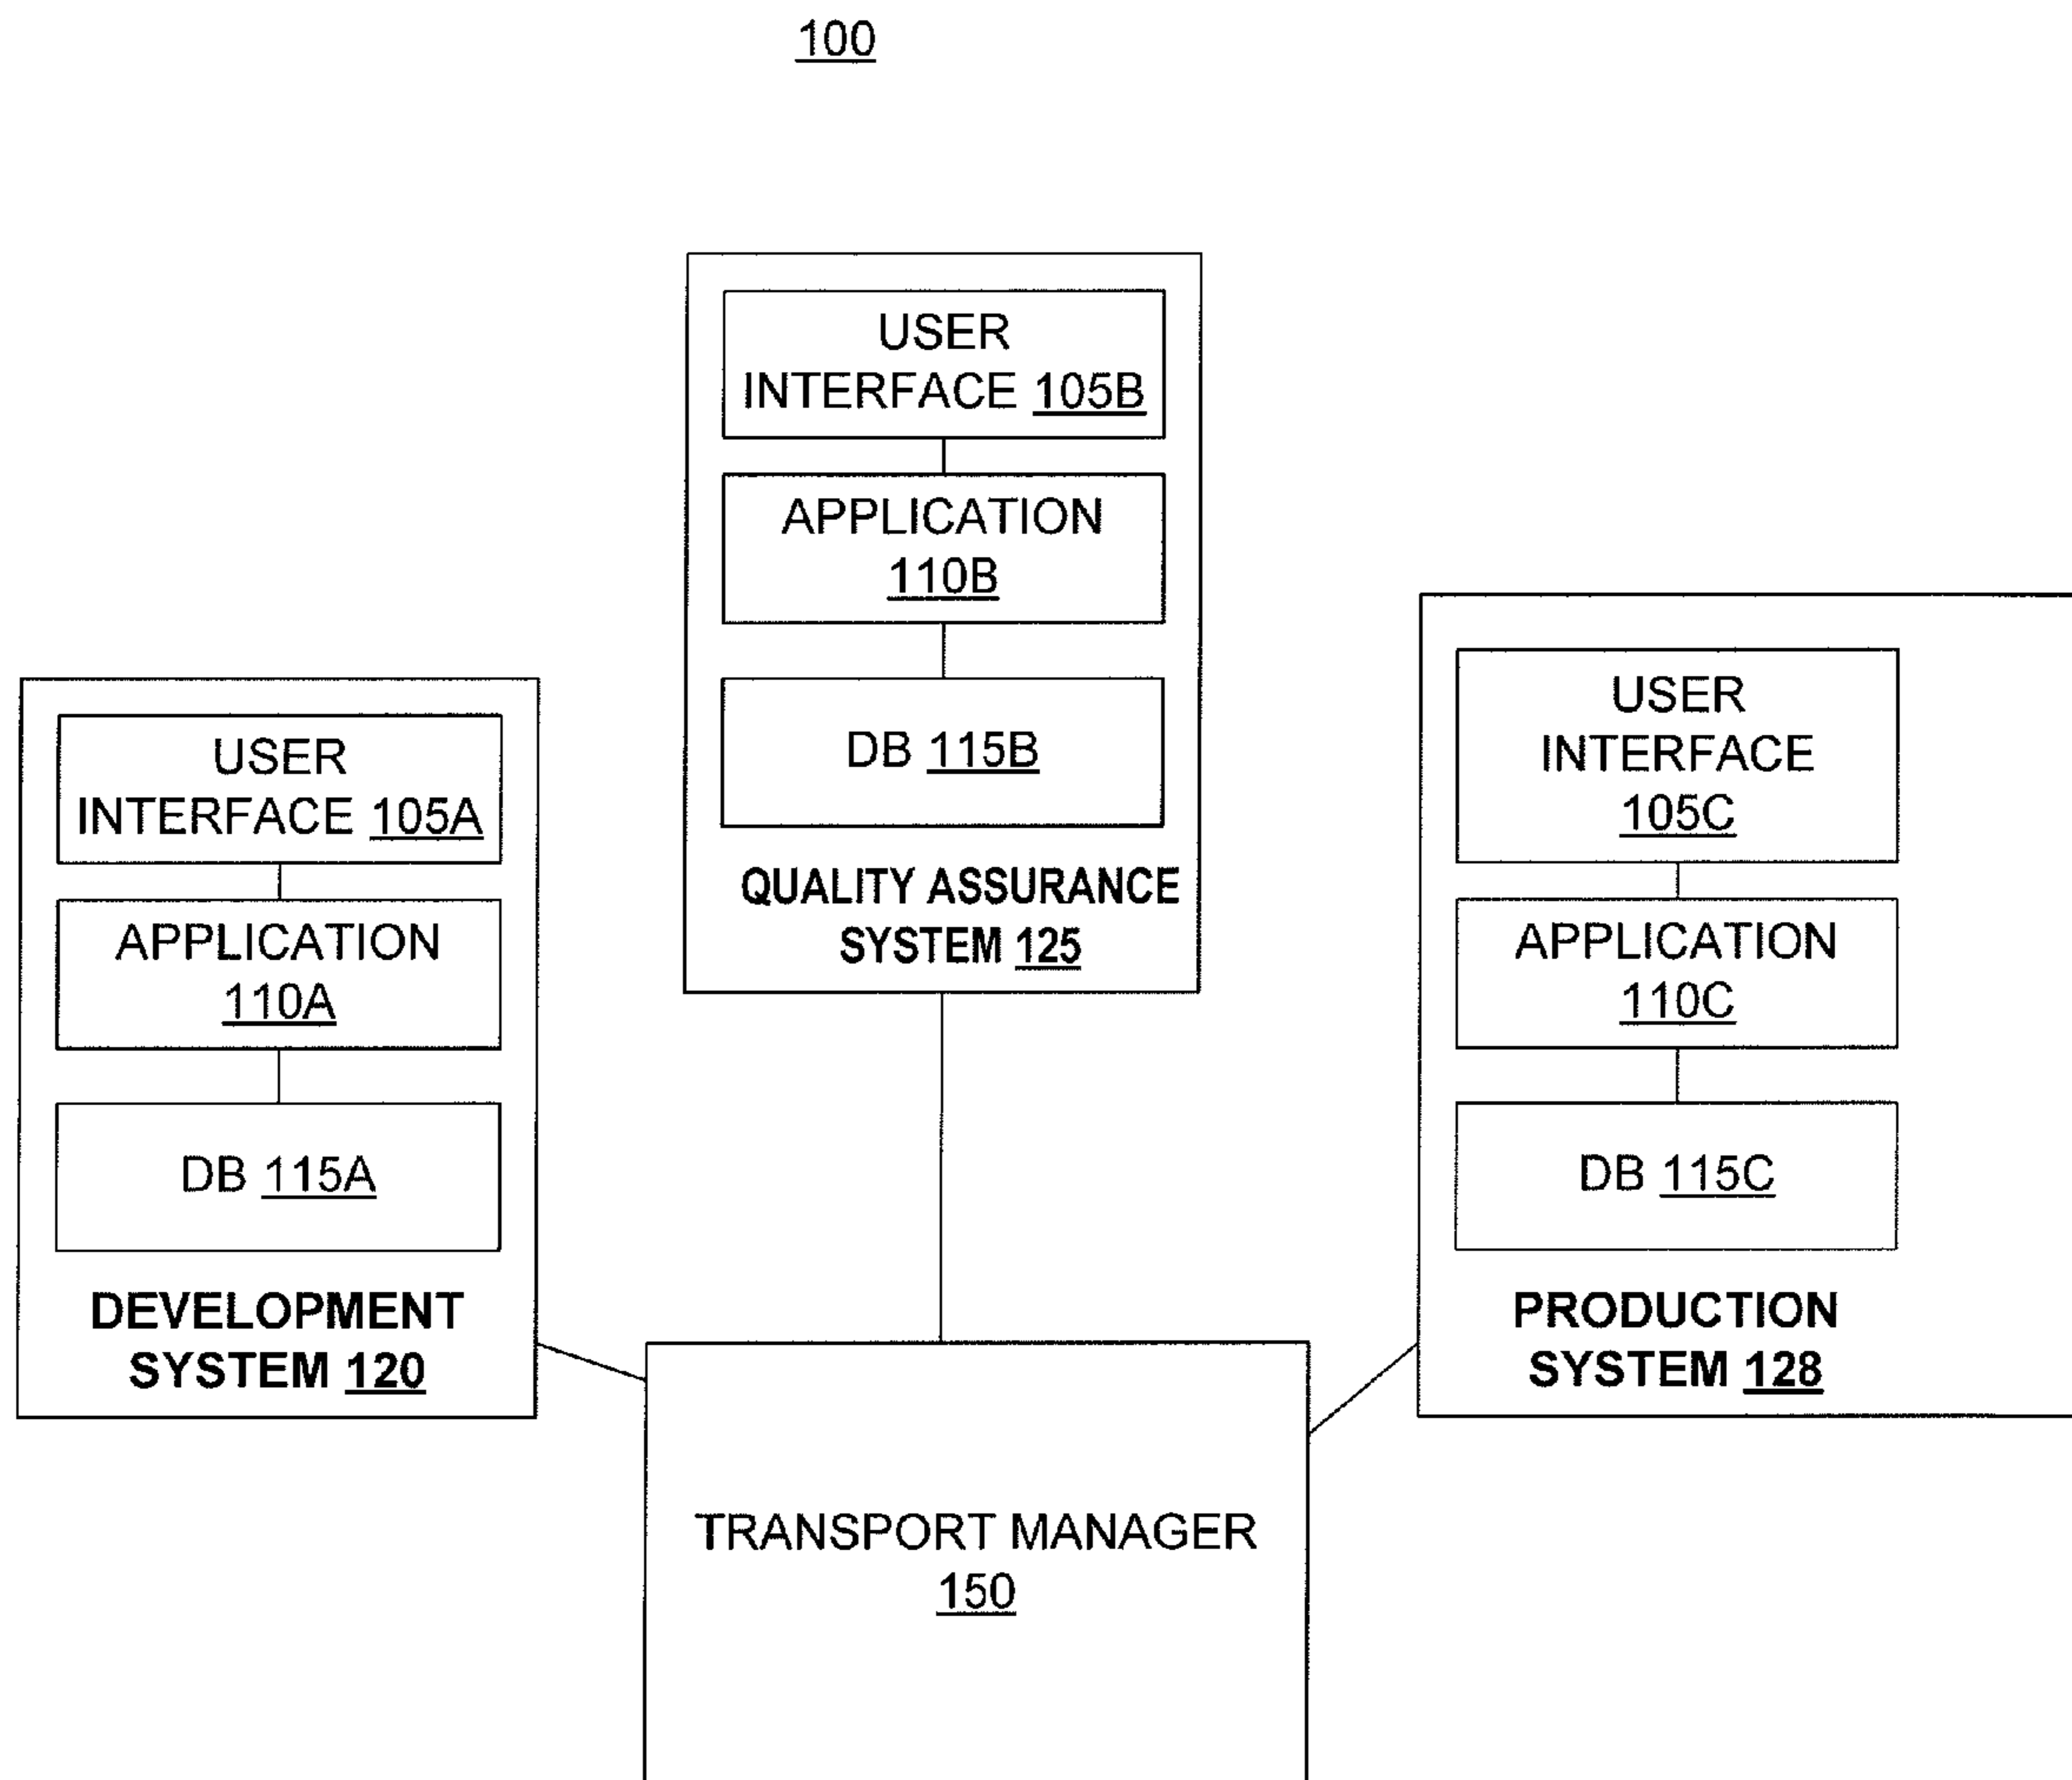 100
USER
INTERFACE 105B
APPLICATION
110B
DB 115B
QUALITY ASSURANCE
SYSTEM 125
USER
INTERFACE 105A
APPLICATION
110A
DB 115A
DEVELOPMENT
SYSTEM 120
USER
INTERFACE
105C
APPLICATION
110C
DB 115C
PRODUCTION
SYSTEM 128
TRANSPORT MANAGER
150